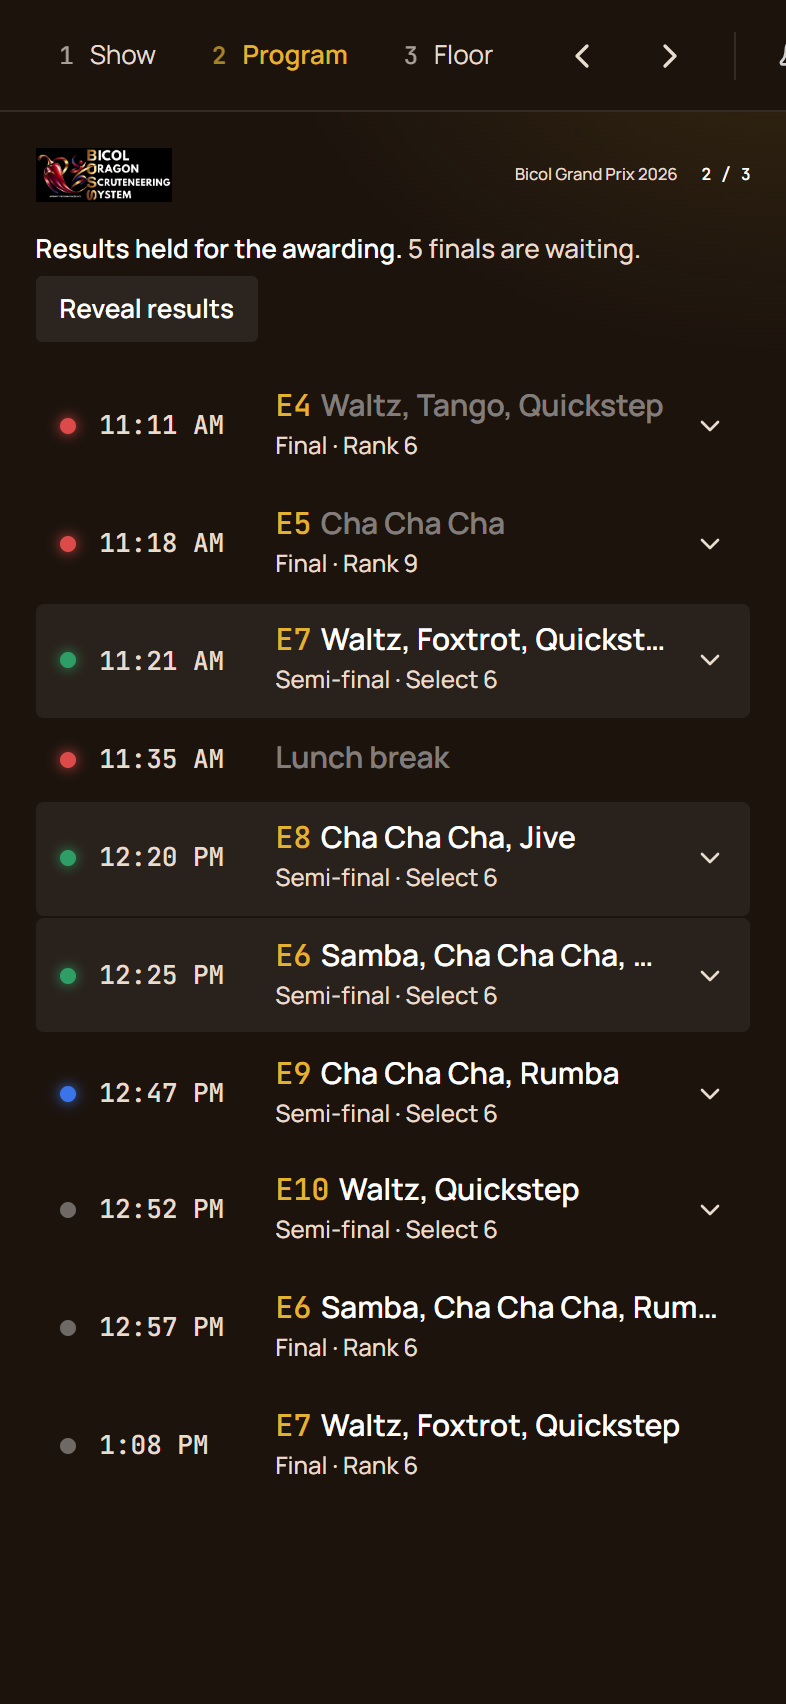 1 Show 2 Program 3 Floor
BICOL
DRAGON
SCRUTENEERING
SYSTEM
Bicol Grand Prix 2026 2 / 3
Results held for the awarding. 5 finals are waiting.
Reveal results
11:11 AM
E4 Waltz, Tango, Quickstep
Final · Rank 6
11:18 AM
E5 Cha Cha Cha
Final · Rank 9
11:21 AM
E7 Waltz, Foxtrot, Quickst...
Semi-final · Select 6
11:35 AM
Lunch break
12:20 PM
E8 Cha Cha Cha, Jive
Semi-final · Select 6
12:25 PM
E6 Samba, Cha Cha Cha, ...
Semi-final · Select 6
12:47 PM
E9 Cha Cha Cha, Rumba
Semi-final · Select 6
12:52 PM
E10 Waltz, Quickstep
Semi-final · Select 6
12:57 PM
E6 Samba, Cha Cha Cha, Rum...
Final · Rank 6
1:08 PM
E7 Waltz, Foxtrot, Quickstep
Final · Rank 6